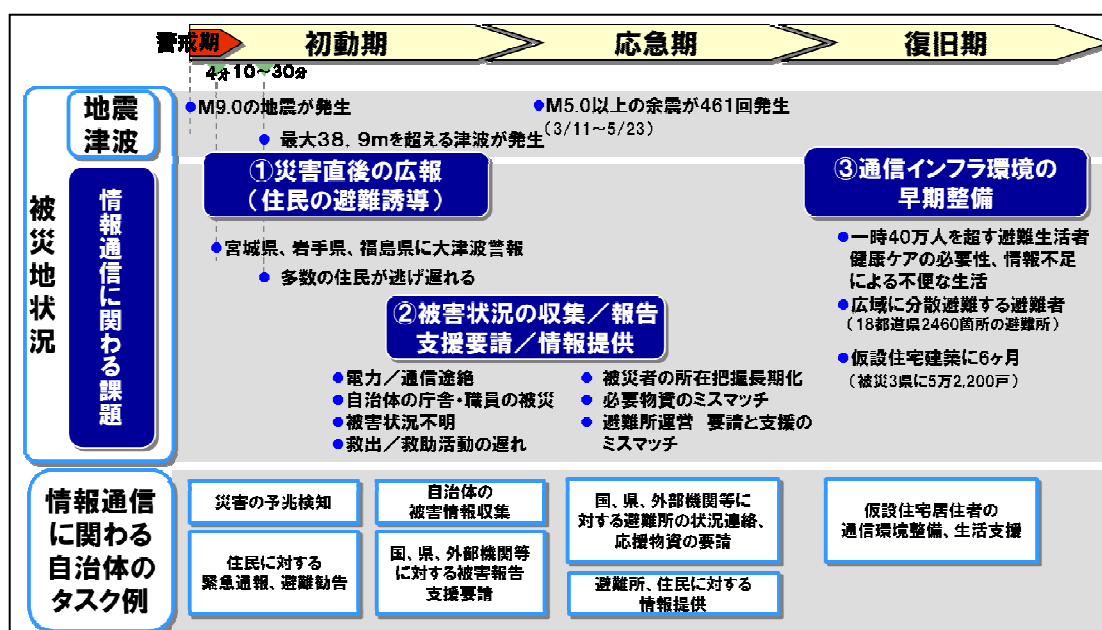 警戒期
初動期
応急期
復旧期
4分
10～30分
被災地状況
地震
津波
●M9.0の地震が発生
●最大38．9mを超える津波が発生
●M5.0以上の余震が461回発生
（3/11～5/23）
情報通信に関わる課題
①災害直後の広報
（住民の避難誘導）
●宮城県、岩手県、福島県に大津波警報
●多数の住民が逃げ遅れる
②被害状況の収集／報告
支援要請／情報提供
●電力／通信途絶
●自治体の庁舎・職員の被災
●被害状況不明
●救出／救助活動の遅れ
●被災者の所在把握長期化
●必要物資のミスマッチ
●避難所運営　要請と支援の
ミスマッチ
③通信インフラ環境の
早期整備
●一時40万人を超す避難生活者
健康ケアの必要性、情報不足
による不便な生活
●広域に分散避難する避難者
（18都道県2460箇所の避難所）
●仮設住宅建築に6ヶ月
（被災3県に5万2,200戸）
情報通信
に関わる
自治体の
タスク例
災害の予兆検知
住民に対する
緊急通報、避難勧告
自治体の
被害情報収集
国、県、外部機関等
に対する被害報告
支援要請
国、県、外部機関等に
対する避難所の状況連絡、
応援物資の要請
避難所、住民に対する
情報提供
仮設住宅居住者の
通信環境整備、生活支援